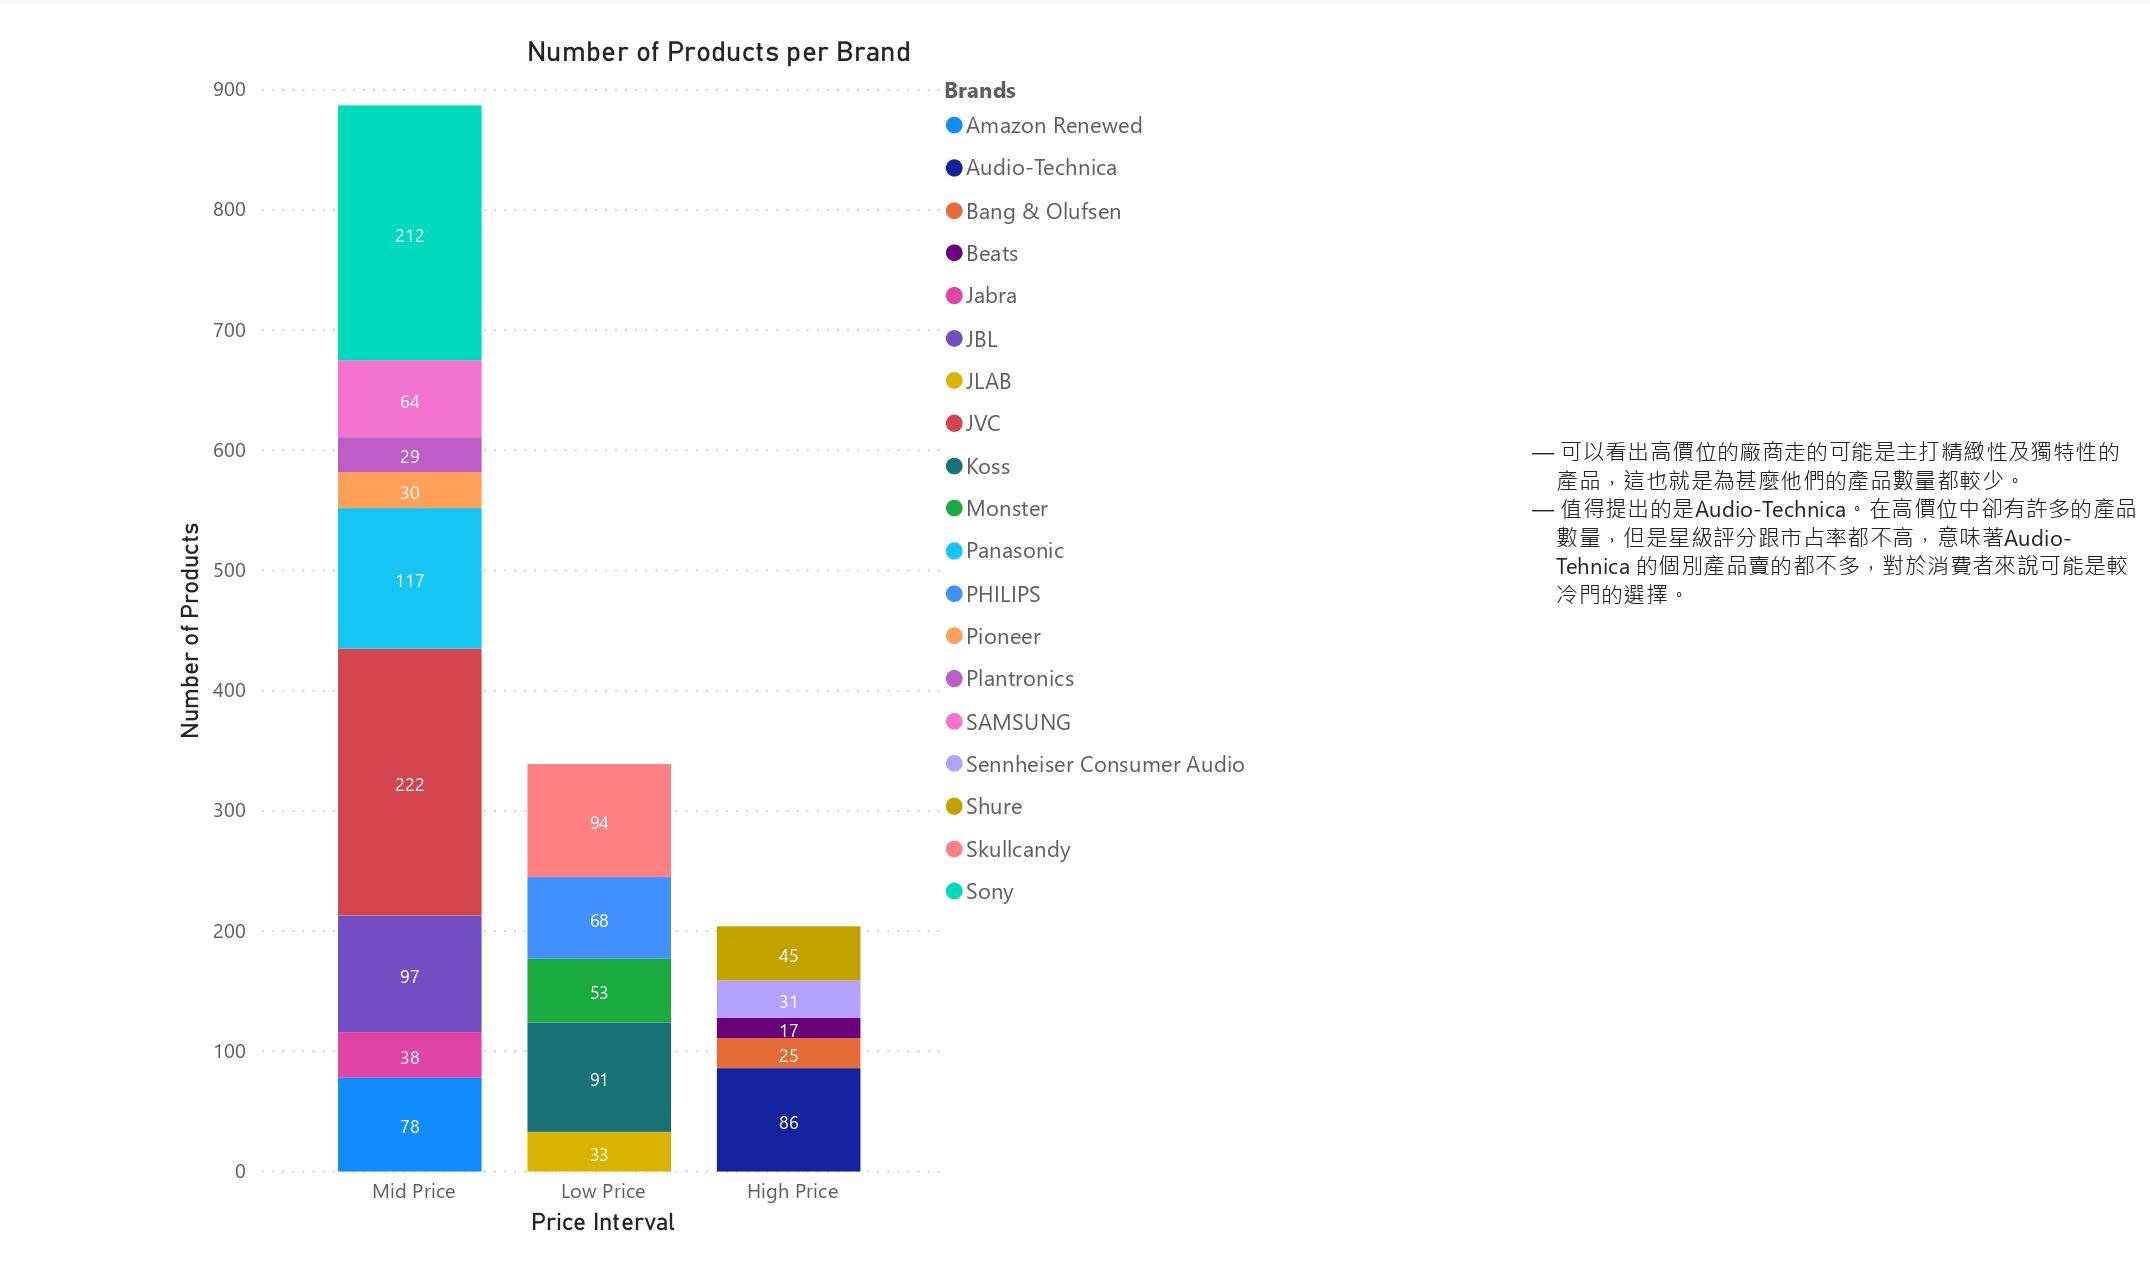 Number of Products per Brand
Number of Products
900
800
700
600
500
400
300
200
100
0
212
64
29
30
117
222
97
38
78
94
68
53
91
33
45
31
17
25
86
Mid Price
Low Price
High Price
Price Interval
Brands
Amazon Renewed
Audio-Technica
Bang & Olufsen
Beats
Jabra
JBL
JLAB
JVC
Koss
Monster
Panasonic
PHILIPS
Pioneer
Plantronics
SAMSUNG
Sennheiser Consumer Audio
Shure
Skullcandy
Sony
— 可以看出高價位的廠商走的可能是主打精緻性及獨特性的
產品，這也就是為甚麼他們的產品數量都較少。
— 值得提出的是Audio-Technica。在高價位中卻有許多的產品
數量，但是星級評分跟市占率都不高，意味著Audio-
Tehnica 的個別產品賣的都不多，對於消費者來說可能是較
冷門的選擇。